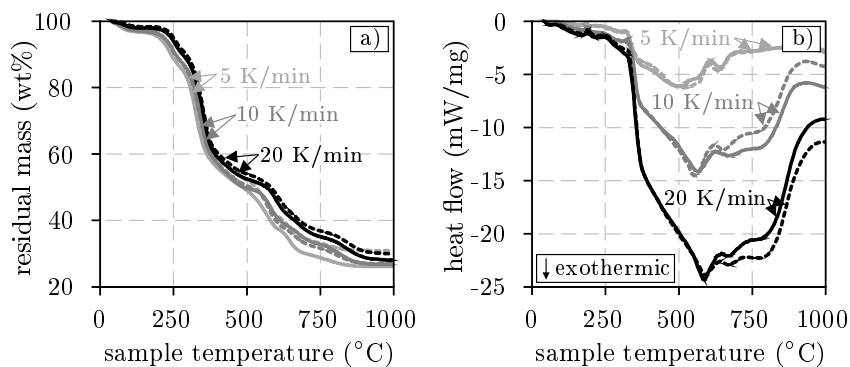 100
80
60
40
20
residual mass (wt%)
a)
5 K/min
10 K/min
20 K/min
0
250
500
750
1000
sample temperature (°C)
0
-5
-10
-15
-20
-25
heat flow (mW/mg)
b)
5 K/min
10 K/min
20 K/min
↓ exothermic
0
250
500
750
1000
sample temperature (°C)